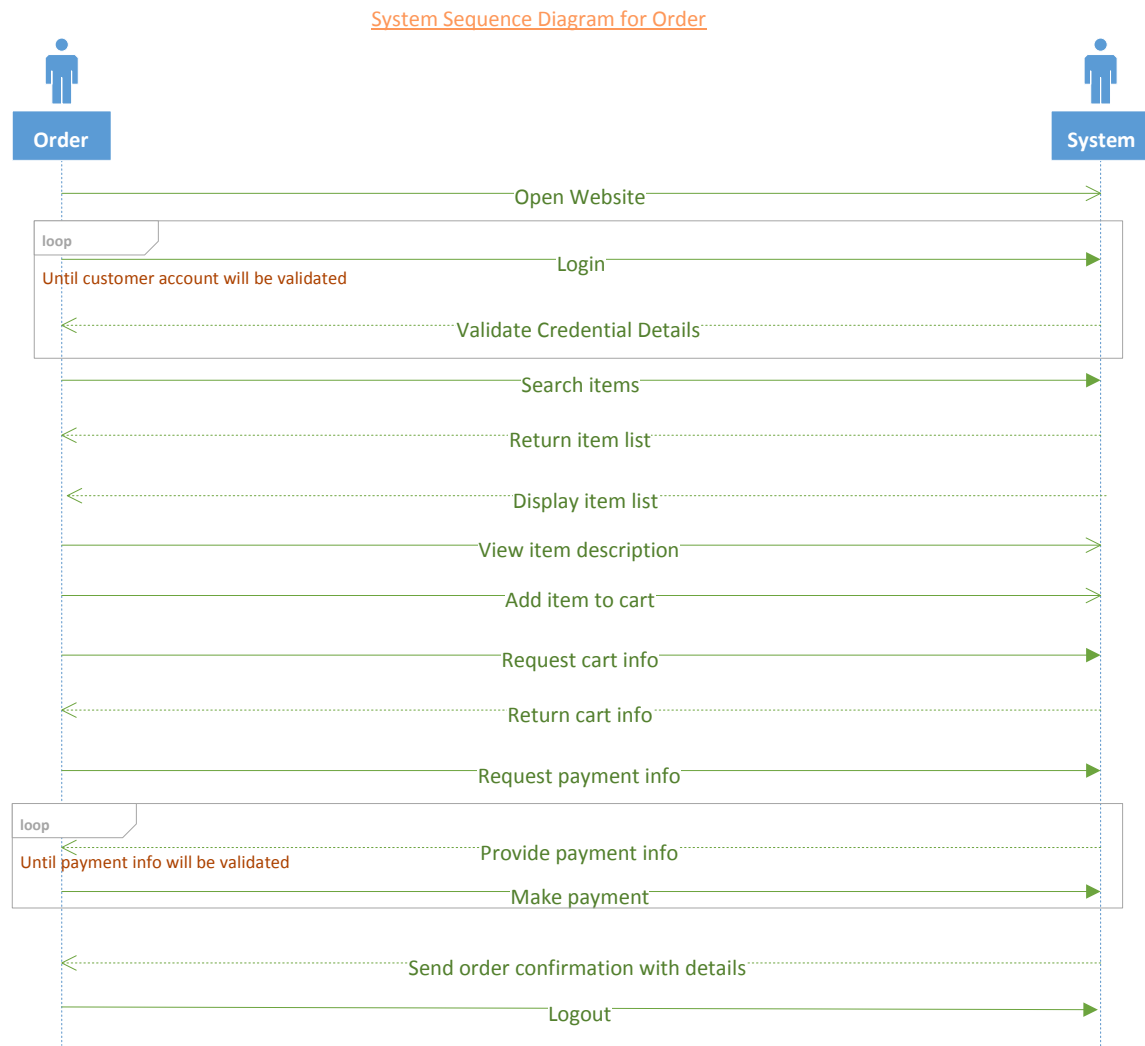 System Sequence Diagram for Order
Order
System
Open Website
loop
Login
Until customer account will be validated
Validate Credential Details
Search items
Return item list
Display item list
View item description
Add item to cart
Request cart info
Return cart info
Request payment info
loop
Provide payment info
Until payment info will be validated
Make payment
Send order confirmation with details
Logout